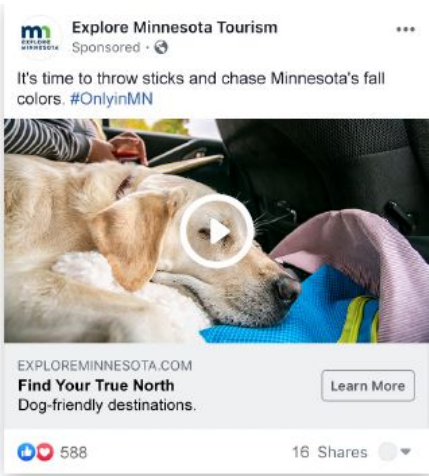 mn
EXPLORE
MINNESOTA
Explore Minnesota Tourism
Sponsored ·
It's time to throw sticks and chase Minnesota's fall
colors. #OnlyinMN
EXPLOREMINNESOTA.COM
Find Your True North
Dog-friendly destinations.
Learn More
588
16 Shares